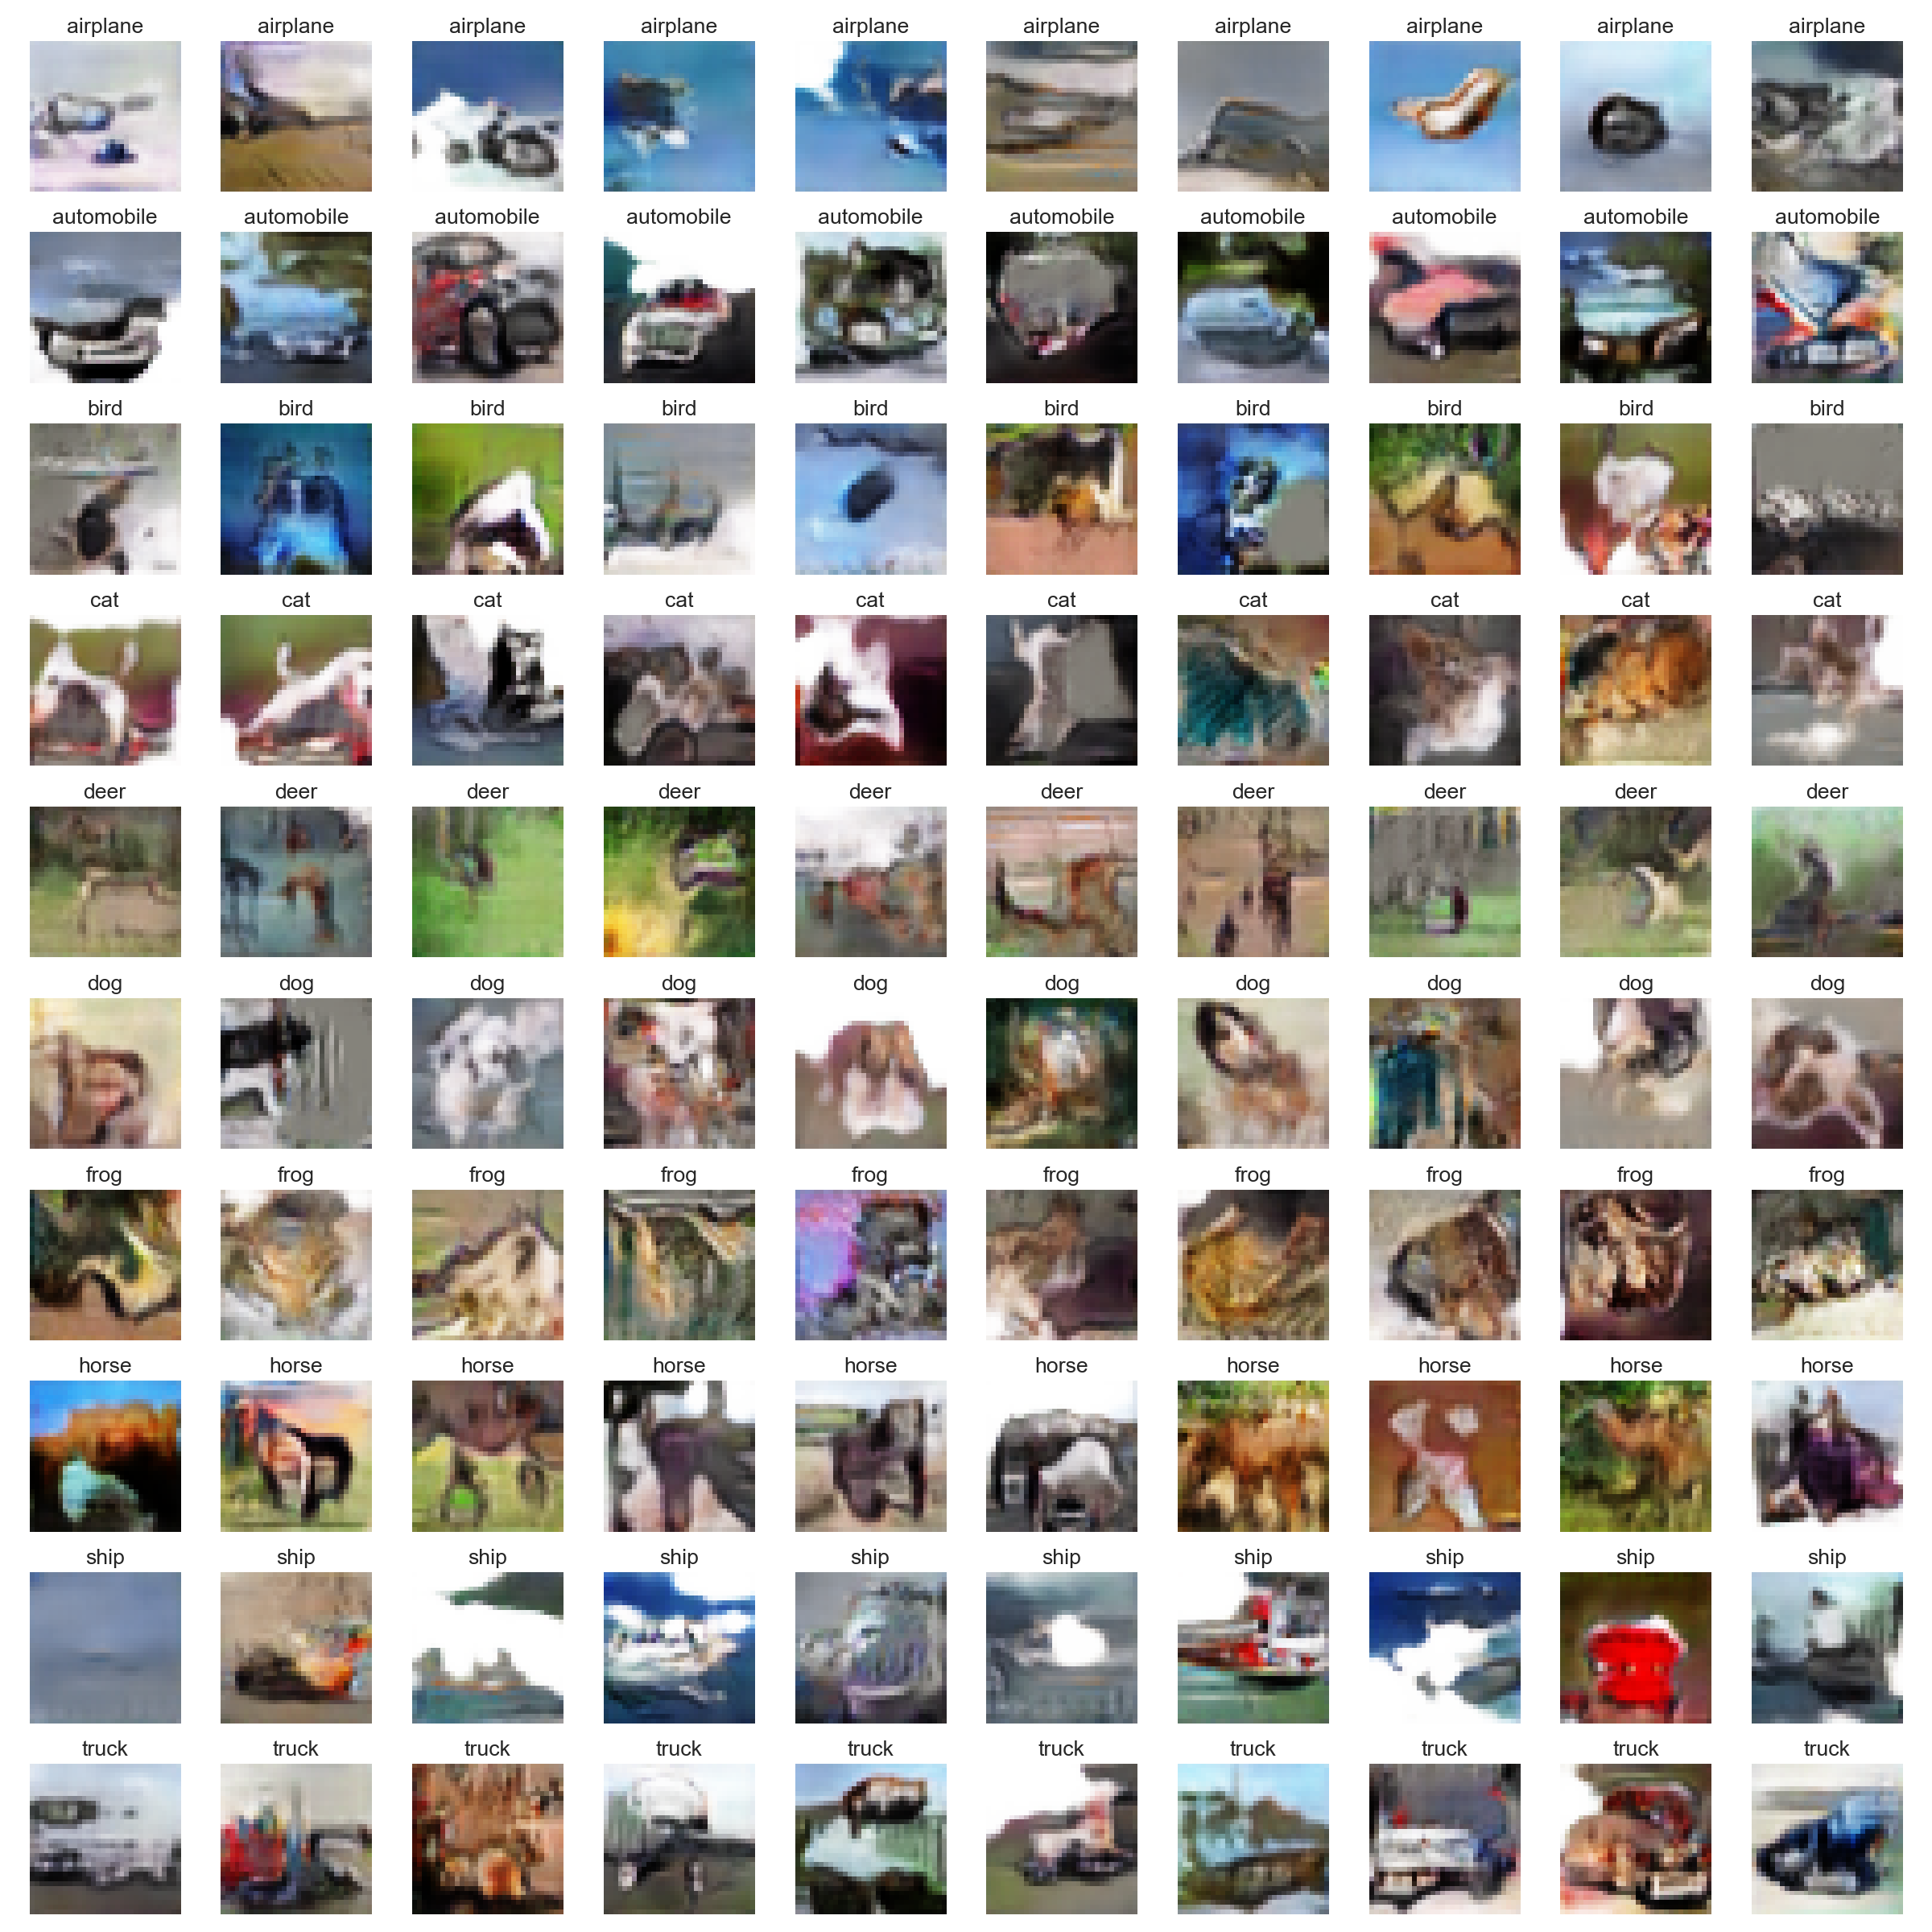 airplane airplane airplane airplane airplane airplane airplane airplane airplane airplane
automobile automobile automobile automobile automobile automobile automobile automobile automobile automobile
bird bird bird bird bird bird bird bird bird bird
cat cat cat cat cat cat cat cat cat cat
deer deer deer deer deer deer deer deer deer deer
dog dog dog dog dog dog dog dog dog dog
frog frog frog frog frog frog frog frog frog frog
horse horse horse horse horse horse horse horse horse horse
ship ship ship ship ship ship ship ship ship ship
truck truck truck truck truck truck truck truck truck truck